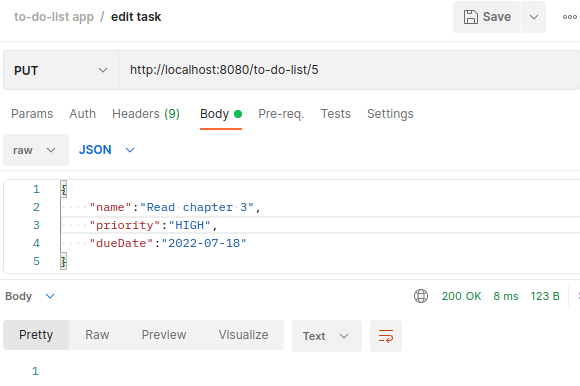 to-do-list app / edit task
Save
PUT
http://localhost:8080/to-do-list/5
Params Auth Headers (9) Body Pre-req. Tests Settings
raw JSON
1 {
2 "name":"Read chapter 3",
3 "priority":"HIGH",
4 "dueDate":"2022-07-18"
5 }
Body 200 OK 8 ms 123 B
Pretty Raw Preview Visualize Text
1